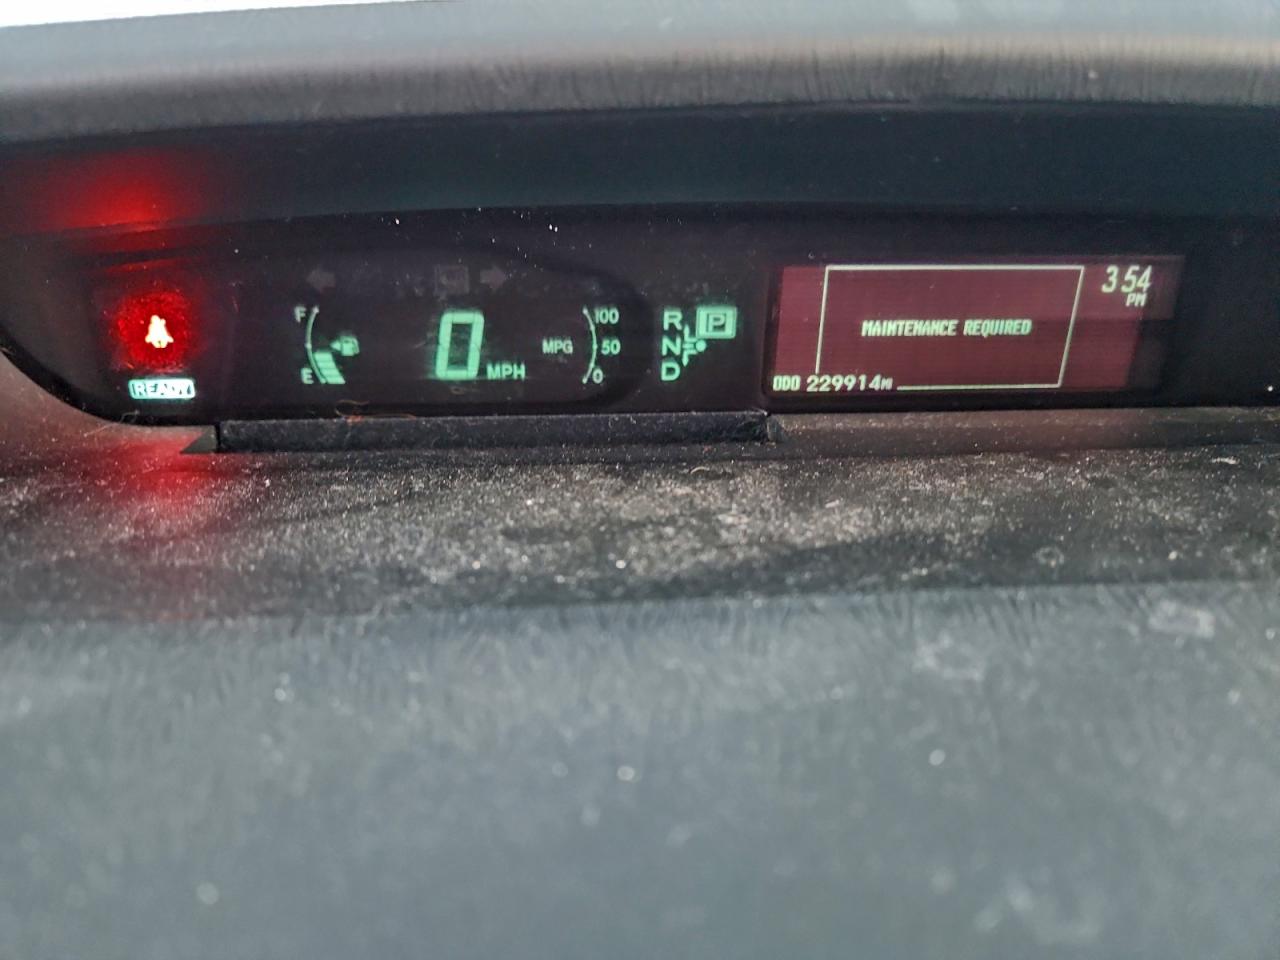 READY
F
E
0 MPH
MPG
100
50
0
R
P
N
D
3:54
PM
MAINTENANCE REQUIRED
ODO 229914MI